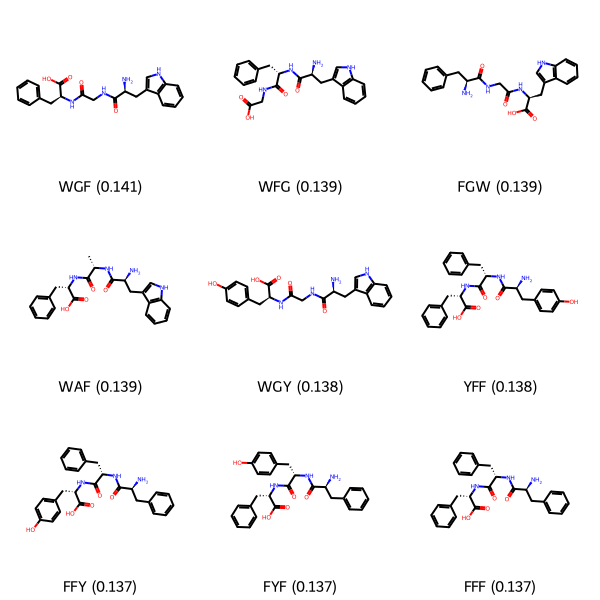 WGF (0.141)
WFG (0.139)
FGW (0.139)
WAF (0.139)
WGY (0.138)
YFF (0.138)
FFY (0.137)
FYF (0.137)
FFF (0.137)